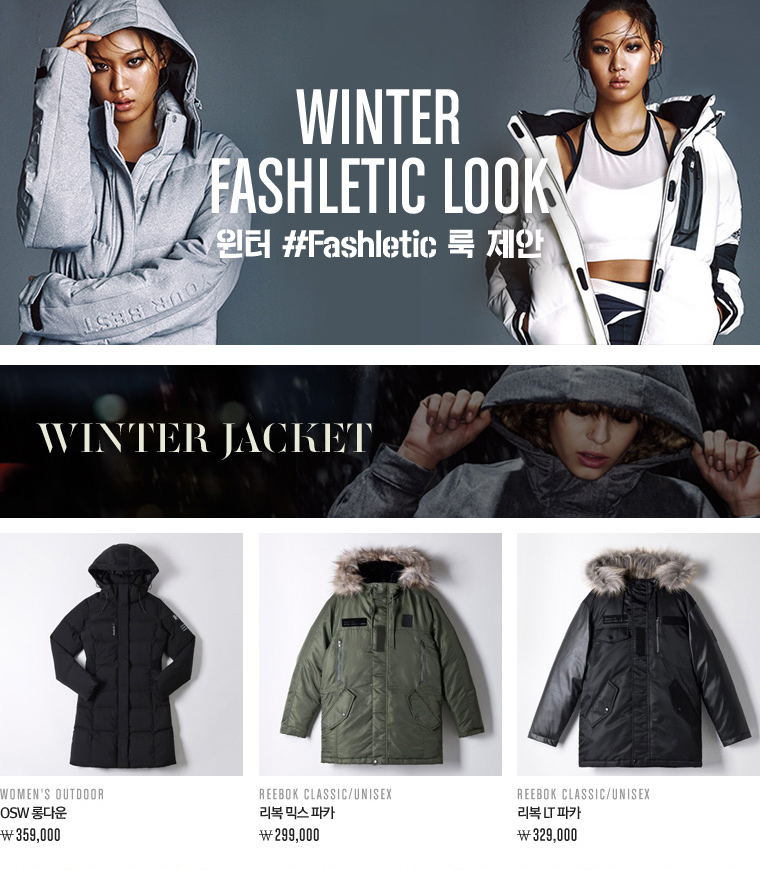 WINTER
FASHLETIC LOOK
윈터 #Fashletic 룩 제안
YOUR BEST
WINTER JACKET
WOMEN'S OUTDOOR
OSW 롱다운
₩359,000
REEBOK CLASSIC/UNISEX
리복 믹스 파카
₩299,000
REEBOK CLASSIC/UNISEX
리복 LT 파카
₩329,000